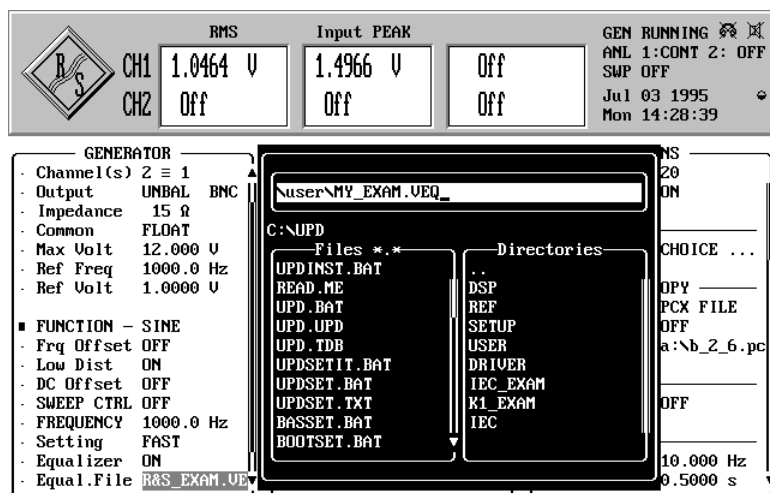 RMS Input PEAK
R&S
CH1 1.0464 V 1.4966 V Off
CH2 Off Off Off
GEN RUNNING
ANL 1:CONT 2: OFF
SWP OFF
Jul 03 1995
Mon 14:28:39
GENERATOR
Channel(s) 2 ≡ 1
Output UNBAL BNC
Impedance 15 Ω
Common FLOAT
Max Volt 12.000 V
Ref Freq 1000.0 Hz
Ref Volt 1.0000 V
FUNCTION - SINE
Frq Offset OFF
Low Dist ON
DC Offset OFF
SWEEP CTRL OFF
FREQUENCY 1000.0 Hz
Setting FAST
Equalizer ON
Equal.File R&S_EXAM.VE
\user\MY_EXAM.VEQ_
C:\UPD
Files *.*
UPDINST.BAT
READ.ME
UPD.BAT
UPD.UPD
UPD.TDB
UPDSETIT.BAT
UPDSET.BAT
UPDSET.TXT
BASSET.BAT
BOOTSET.BAT
Directories
..
DSP
REF
SETUP
USER
DRIVER
IEC_EXAM
K1_EXAM
IEC
NS
20
ON
CHOICE ...
OPY
PCX FILE
OFF
a:\b_2_6.pc
OFF
10.000 Hz
0.5000 s